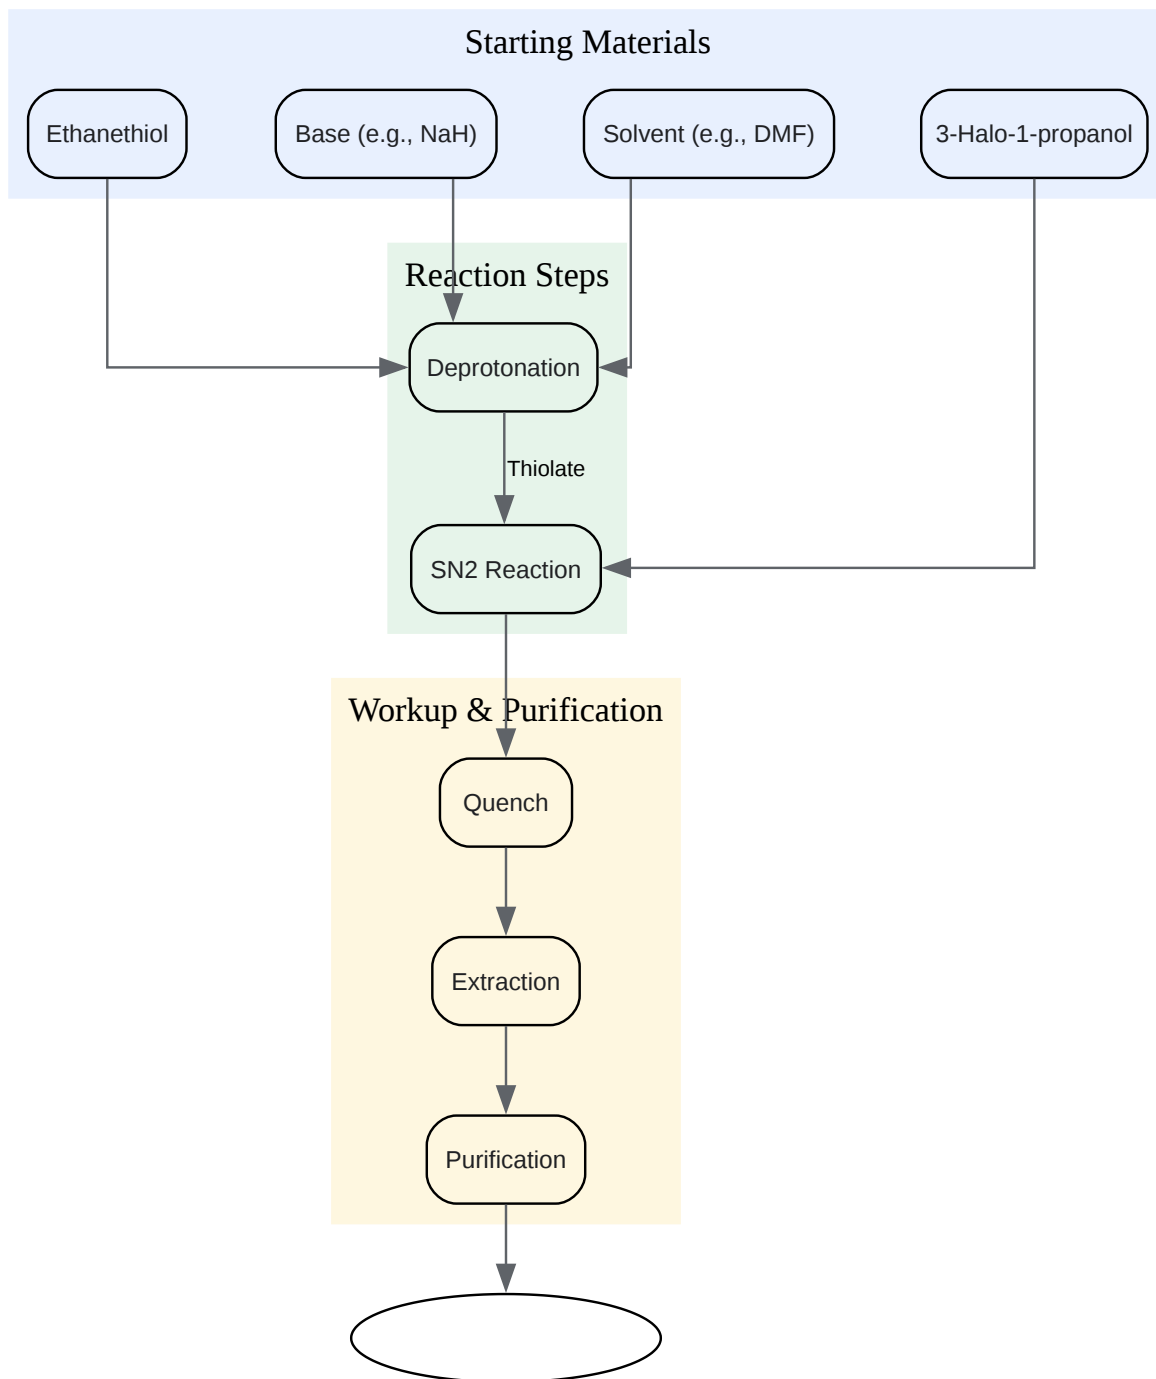 Starting Materials
Ethanethiol
Base (e.g., NaH)
Solvent (e.g., DMF)
3-Halo-1-propanol
Reaction Steps
Deprotonation
Thiolate
SN2 Reaction
Workup & Purification
Quench
Extraction
Purification